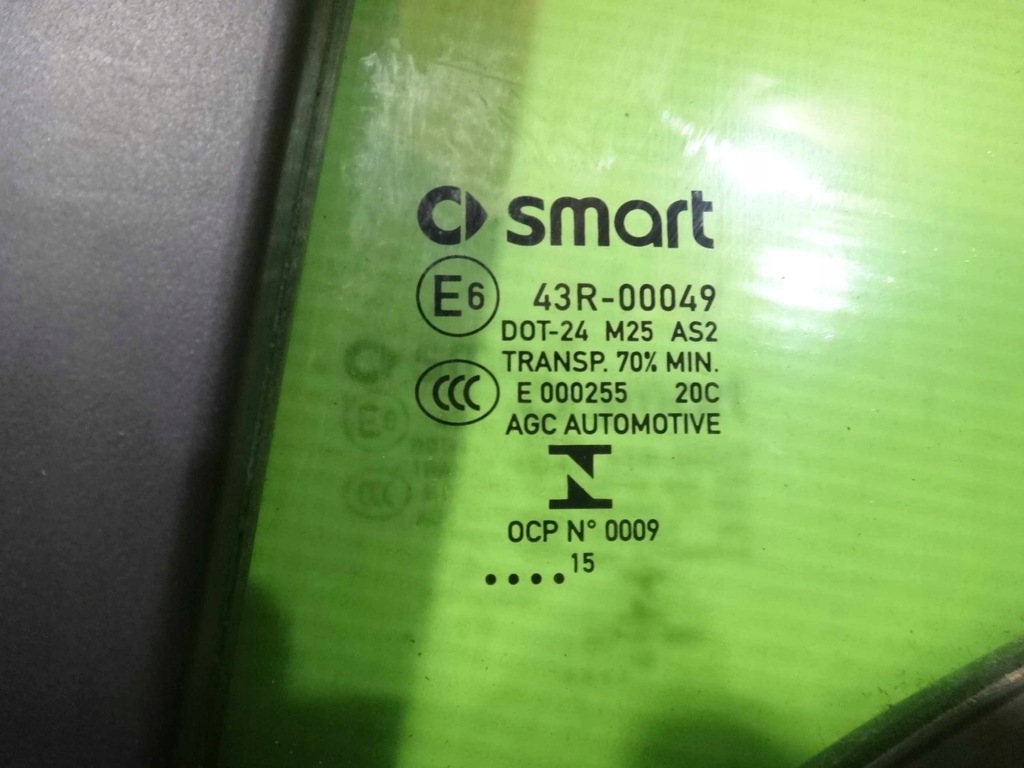 smart
E6 43R-00049
DOT-24 M25 AS2
TRANSP. 70% MIN.
CCC E 000255 20C
AGC AUTOMOTIVE
OCP N° 0009
15
....